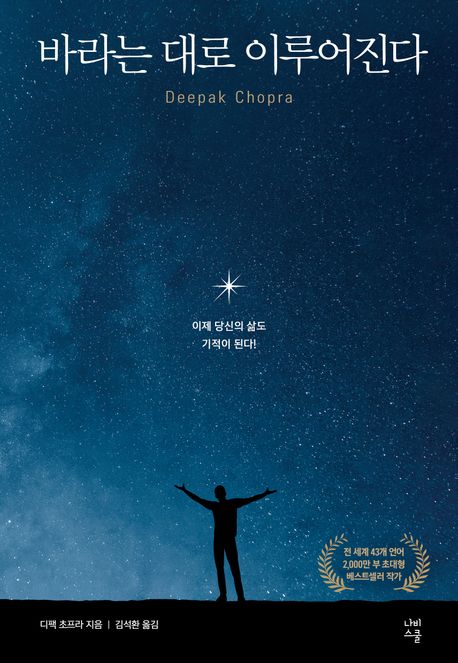 바라는 대로 이루어진다
Deepak Chopra
이제 당신의 삶도
기적이 된다!
전 세계 43개 언어
2,000만 부 초대형
베스트셀러 작가
디팩 초프라 지음 | 김석환 옮김
나비
스쿨